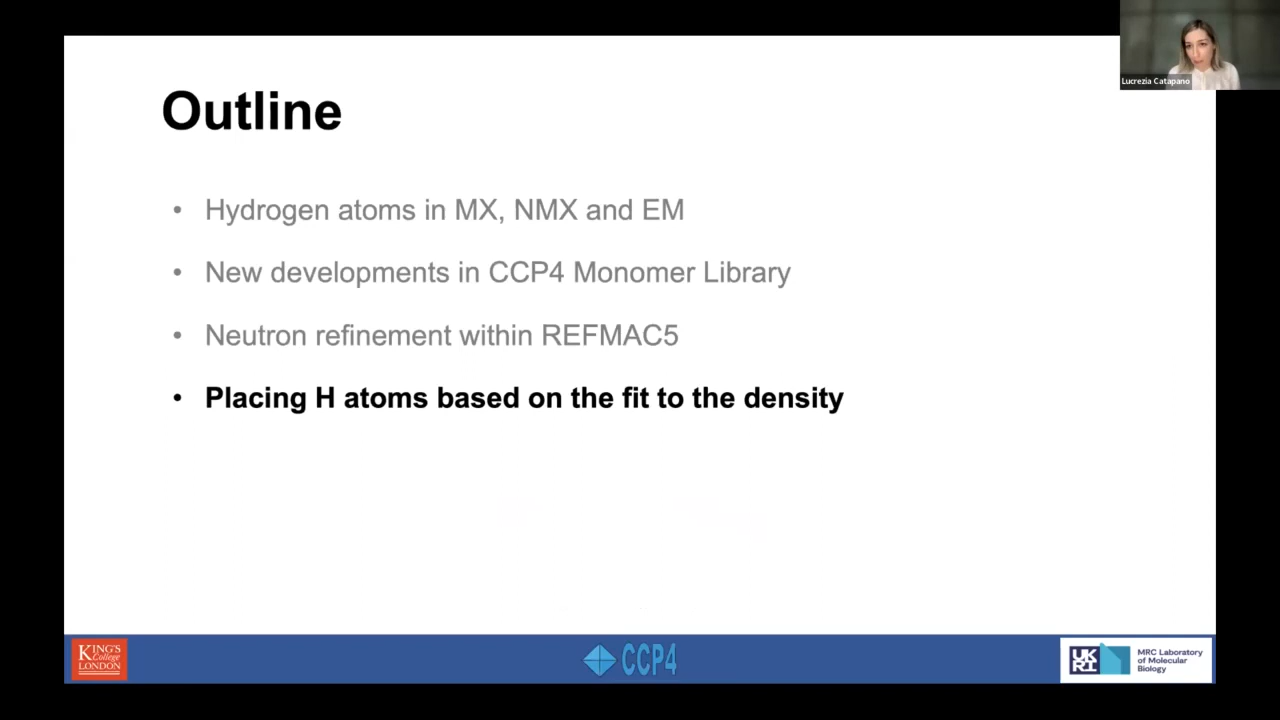 Lucrezia Catapano
Outline
• Hydrogen atoms in MX, NMX and EM
• New developments in CCP4 Monomer Library
• Neutron refinement within REFMAC5
• Placing H atoms based on the fit to the density
KING'S
College
LONDON
CCP4
UK
RI
MRC Laboratory
of Molecular
Biology